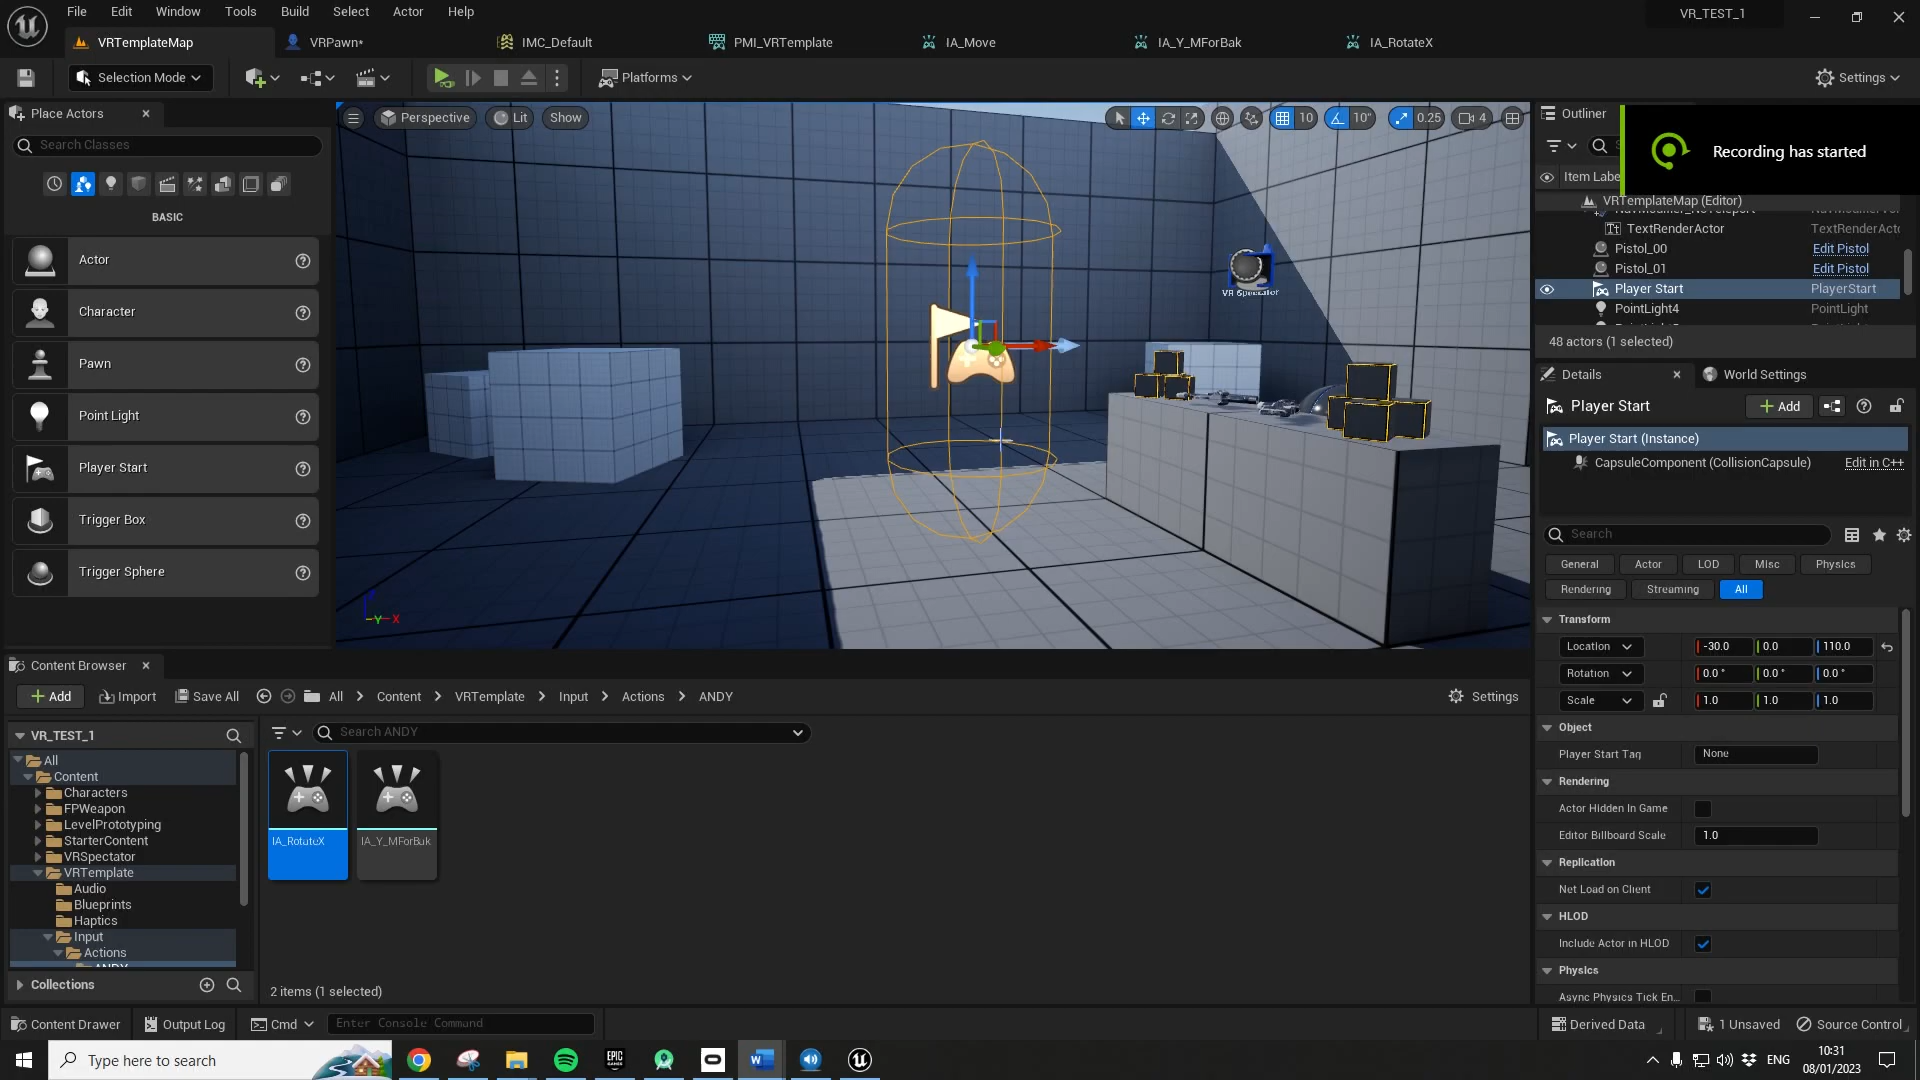 File Edit Window Tools Build Select Actor Help
VR_TEST_1
VRTemplateMap VRPawn* IMC_Default PMI_VRTemplate IA_Move IA_Y_MForBak IA_RotateX
Selection Mode Platforms Settings
Place Actors
Search Classes
BASIC
Actor
Character
Pawn
Point Light
Player Start
Trigger Box
Trigger Sphere
Perspective Lit Show
10 10° 0.25 4
VR Spectator
Outliner
Recording has started
Item Labe
VRTemplateMap (Editor)
TextRenderActor TextRenderActo
Pistol_00 Edit Pistol
Pistol_01 Edit Pistol
Player Start PlayerStart
PointLight4 PointLight
48 actors (1 selected)
Details World Settings
Player Start Add
Player Start (Instance)
CapsuleComponent (CollisionCapsule) Edit in C++
Search
General Actor LOD Misc Physics
Rendering Streaming All
Transform
Location -30.0 0.0 110.0
Rotation 0.0 ° 0.0 ° 0.0 °
Scale 1.0 1.0 1.0
Object
Player Start Tag None
Rendering
Actor Hidden In Game
Editor Billboard Scale 1.0
Replication
Net Load on Client
HLOD
Include Actor in HLOD
Physics
Async Physics Tick En...
Content Browser
Add Import Save All All Content VRTemplate Input Actions ANDY Settings
VR_TEST_1
Search ANDY
All
Content
Characters
FPWeapon
LevelPrototyping
StarterContent
VRSpectator
VRTemplate
Audio
Blueprints
Haptics
Input
Actions
ANDY
Collections
IA_RotateX IA_Y_MForBak
2 items (1 selected)
Content Drawer Output Log Cmd Enter Console Command Derived Data 1 Unsaved Source Control
Type here to search
EPIC GAMES
ENG
10:31
08/01/2023